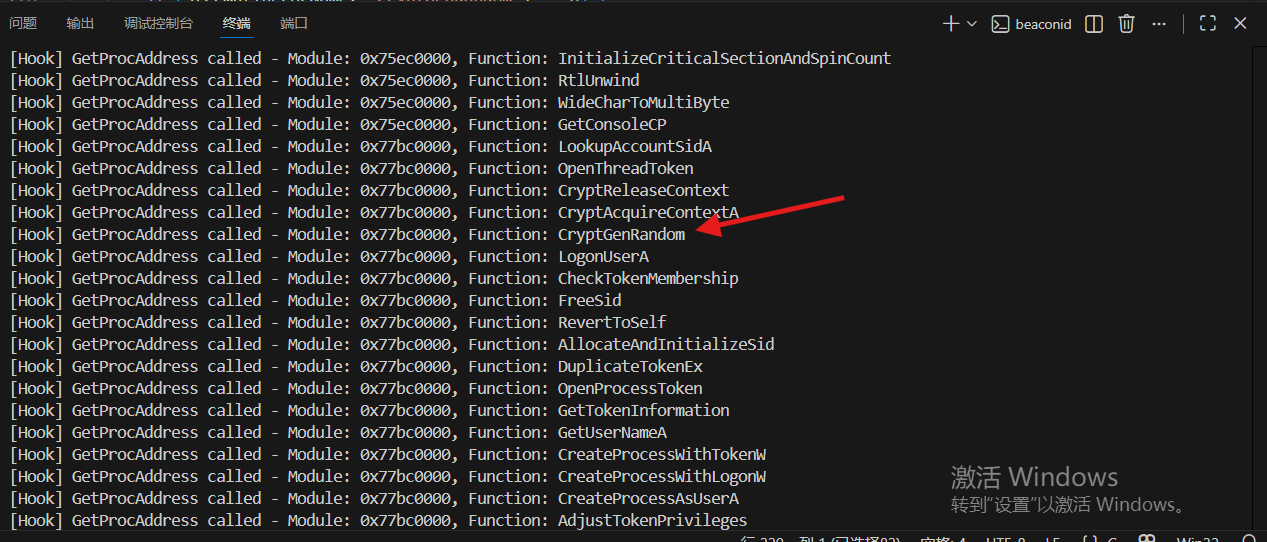 问题 输出 调试控制台 终端 端口 beaconid
[Hook] GetProcAddress called - Module: 0x75ec0000, Function: InitializeCriticalSectionAndSpinCount
[Hook] GetProcAddress called - Module: 0x75ec0000, Function: RtlUnwind
[Hook] GetProcAddress called - Module: 0x75ec0000, Function: WideCharToMultiByte
[Hook] GetProcAddress called - Module: 0x75ec0000, Function: GetConsoleCP
[Hook] GetProcAddress called - Module: 0x77bc0000, Function: LookupAccountSidA
[Hook] GetProcAddress called - Module: 0x77bc0000, Function: OpenThreadToken
[Hook] GetProcAddress called - Module: 0x77bc0000, Function: CryptReleaseContext
[Hook] GetProcAddress called - Module: 0x77bc0000, Function: CryptAcquireContextA
[Hook] GetProcAddress called - Module: 0x77bc0000, Function: CryptGenRandom
[Hook] GetProcAddress called - Module: 0x77bc0000, Function: LogonUserA
[Hook] GetProcAddress called - Module: 0x77bc0000, Function: CheckTokenMembership
[Hook] GetProcAddress called - Module: 0x77bc0000, Function: FreeSid
[Hook] GetProcAddress called - Module: 0x77bc0000, Function: RevertToSelf
[Hook] GetProcAddress called - Module: 0x77bc0000, Function: AllocateAndInitializeSid
[Hook] GetProcAddress called - Module: 0x77bc0000, Function: DuplicateTokenEx
[Hook] GetProcAddress called - Module: 0x77bc0000, Function: OpenProcessToken
[Hook] GetProcAddress called - Module: 0x77bc0000, Function: GetTokenInformation
[Hook] GetProcAddress called - Module: 0x77bc0000, Function: GetUserNameA
[Hook] GetProcAddress called - Module: 0x77bc0000, Function: CreateProcessWithTokenW
[Hook] GetProcAddress called - Module: 0x77bc0000, Function: CreateProcessWithLogonW
[Hook] GetProcAddress called - Module: 0x77bc0000, Function: CreateProcessAsUserA
[Hook] GetProcAddress called - Module: 0x77bc0000, Function: AdjustTokenPrivileges
激活 Windows
转到“设置”以激活 Windows。